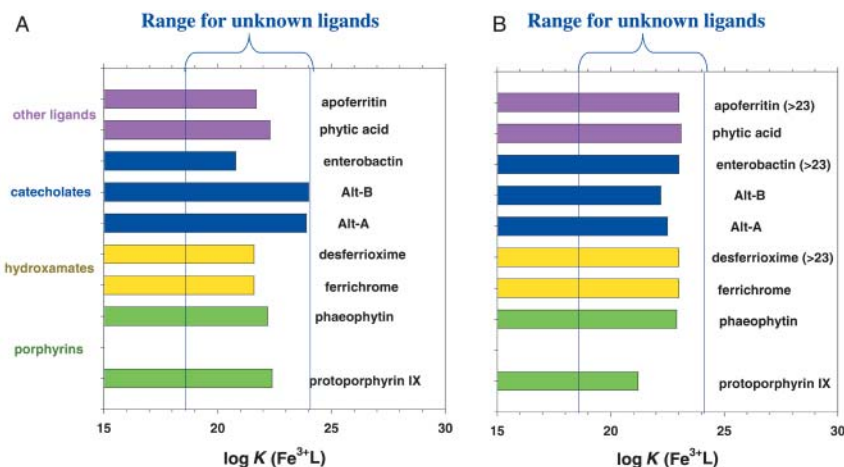 A
Range for unknown ligands
other ligands
apoferritin
phytic acid
enterobactin
catecholates
Alt-B
Alt-A
hydroxamates
desferrioxime
ferrichrome
phaeophytin
porphyrins
protoporphyrin IX
15 20 25 30
log K (Fe³⁺L)
B
Range for unknown ligands
apoferritin (>23)
phytic acid
enterobactin (>23)
Alt-B
Alt-A
desferrioxime (>23)
ferrichrome
phaeophytin
protoporphyrin IX
15 20 25 30
log K (Fe³⁺L)